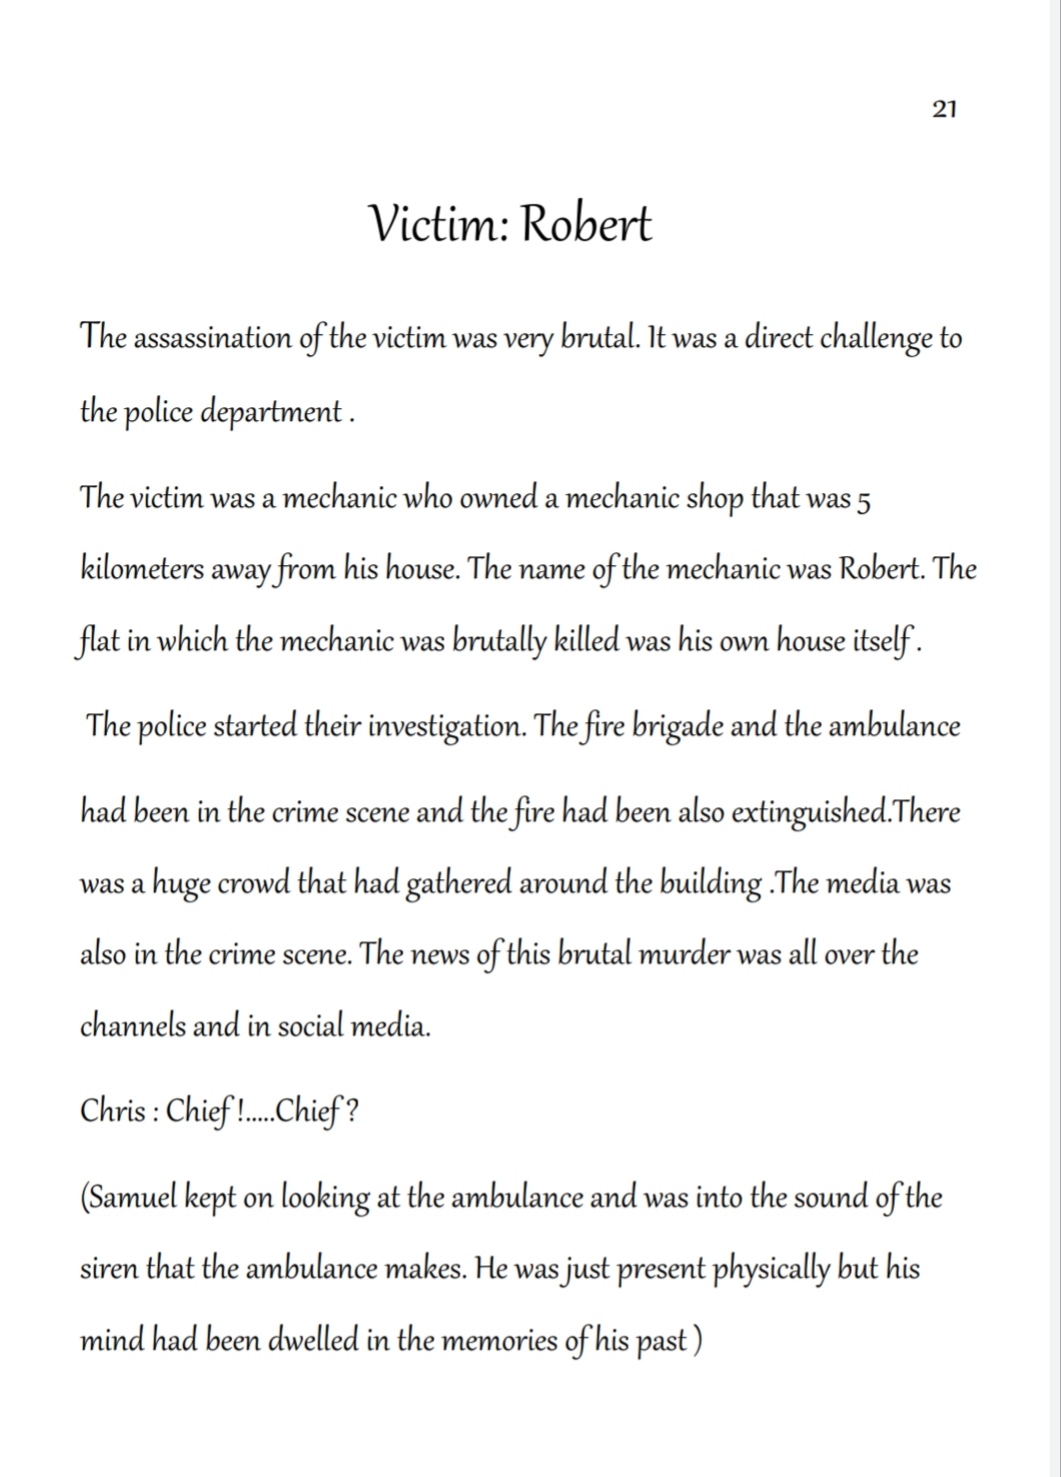 21
Victim: Robert
The assassination of the victim was very brutal. It was a direct challenge to
the police department .
The victim was a mechanic who owned a mechanic shop that was 5
kilometers away from his house. The name of the mechanic was Robert. The
flat in which the mechanic was brutally killed was his own house itself .
The police started their investigation. The fire brigade and the ambulance
had been in the crime scene and the fire had been also extinguished.There
was a huge crowd that had gathered around the building .The media was
also in the crime scene. The news of this brutal murder was all over the
channels and in social media.
Chris : Chief !.....Chief ?
(Samuel kept on looking at the ambulance and was into the sound of the
siren that the ambulance makes. He was just present physically but his
mind had been dwelled in the memories of his past )